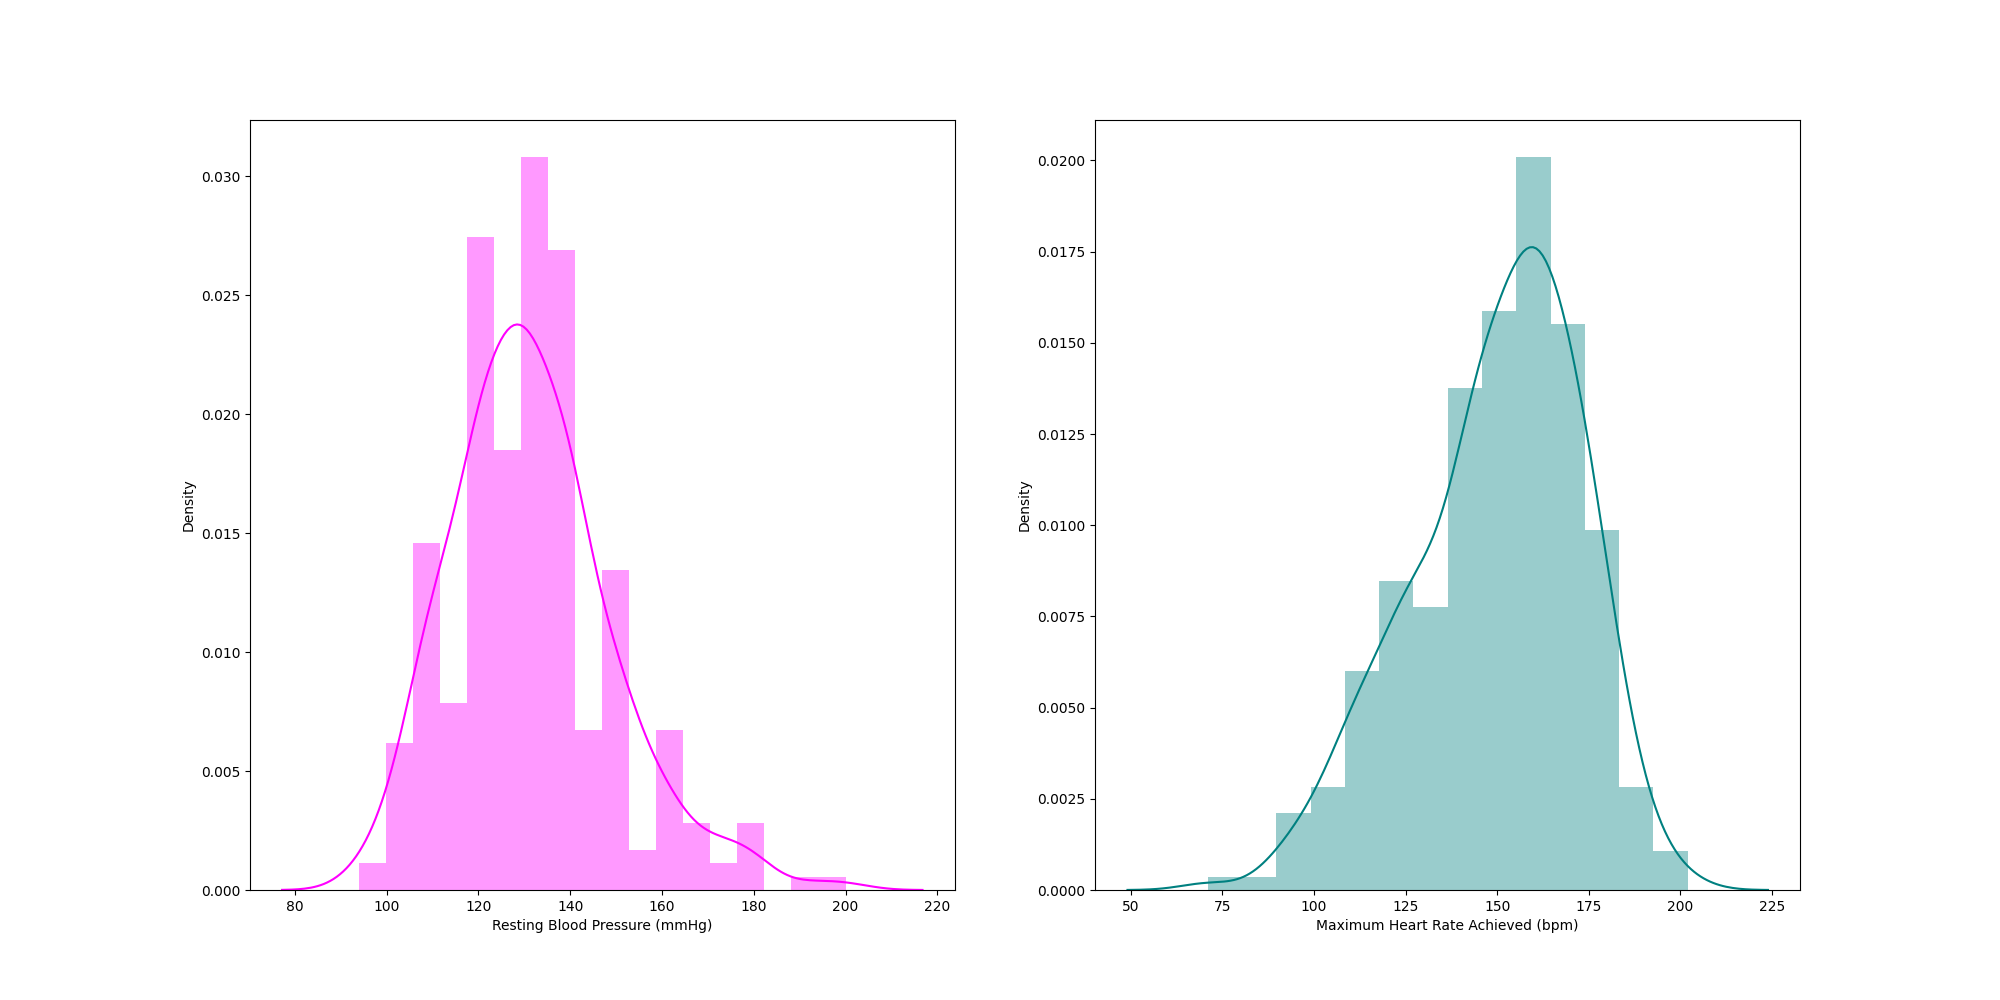 Density
0.030
0.025
0.020
0.015
0.010
0.005
0.000
80 100 120 140 160 180 200 220
Resting Blood Pressure (mmHg)
Density
0.0200
0.0175
0.0150
0.0125
0.0100
0.0075
0.0050
0.0025
0.0000
50 75 100 125 150 175 200 225
Maximum Heart Rate Achieved (bpm)